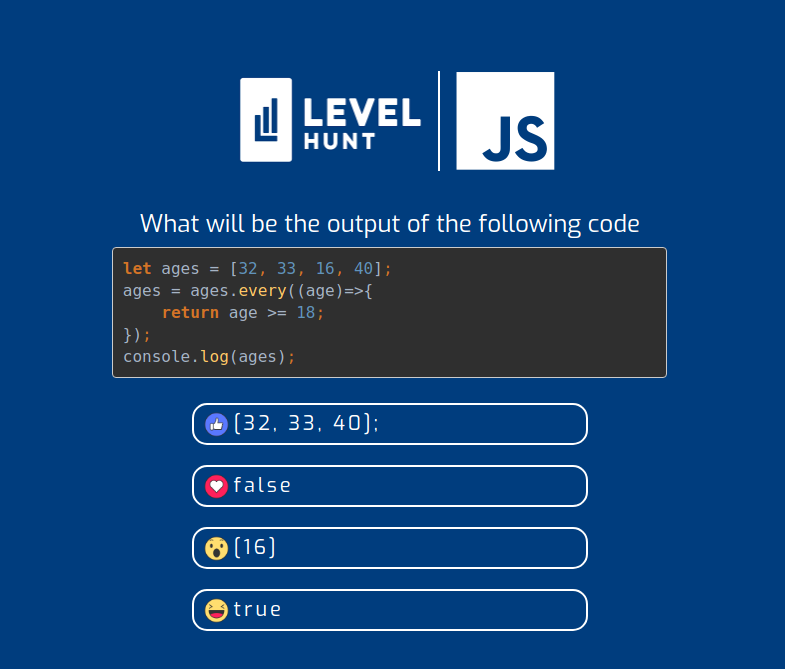 LEVEL
HUNT
JS
What will be the output of the following code
let ages = [32, 33, 16, 40];
ages = ages.every((age)=>{
    return age >= 18;
});
console.log(ages);
[32, 33, 40];
false
[16]
true